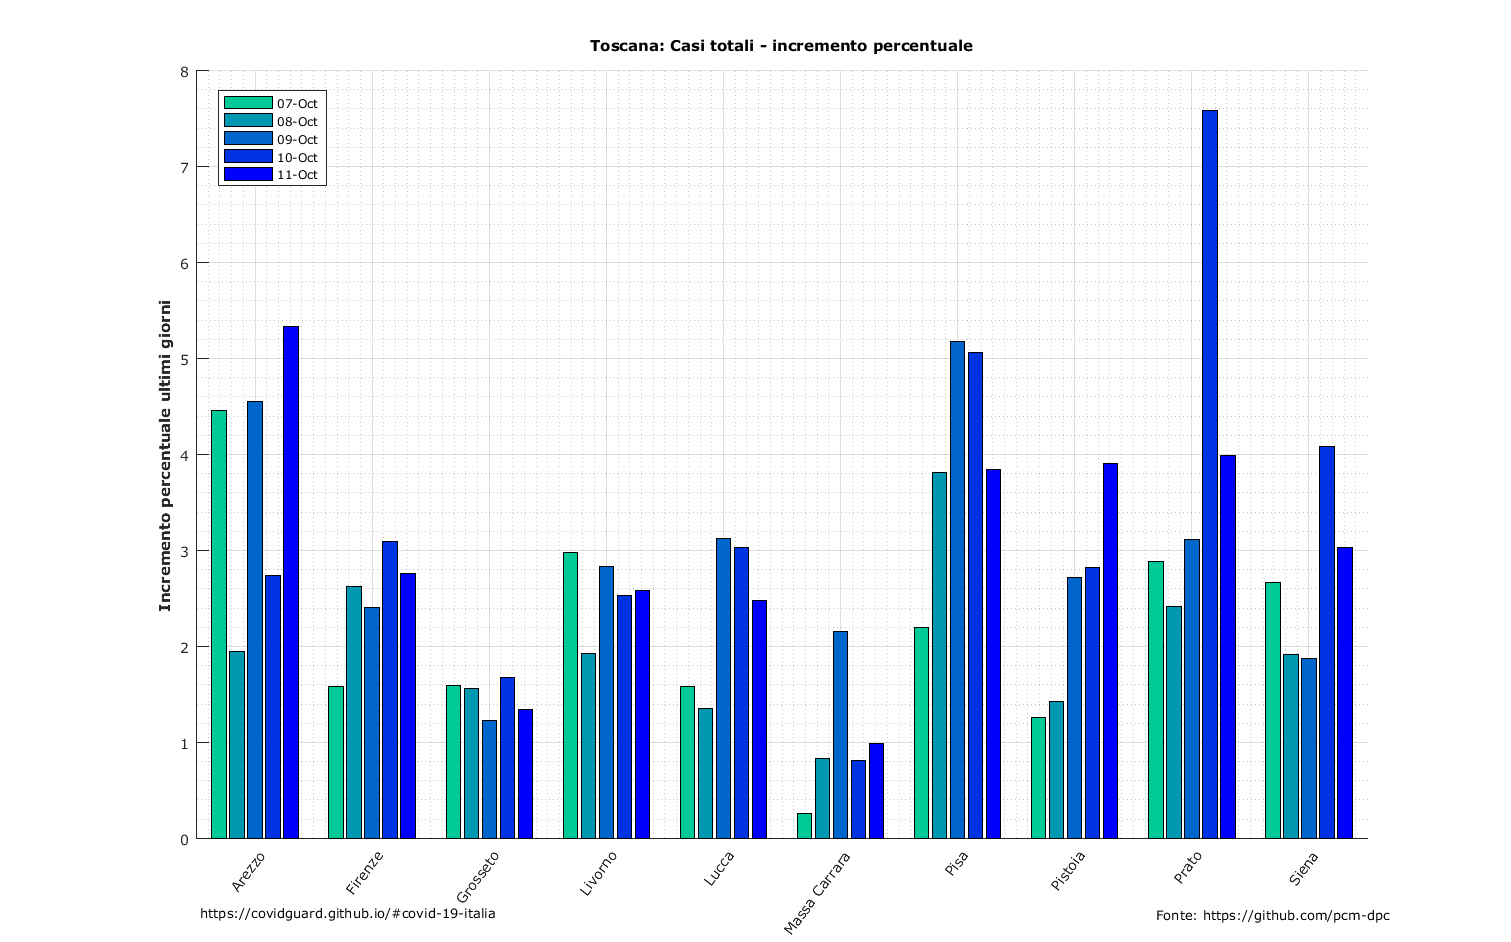 Toscana: Casi totali - incremento percentuale
8
7
6
5
4
3
2
1
0
Incremento percentuale ultimi giorni
07-Oct
08-Oct
09-Oct
10-Oct
11-Oct
Arezzo
Firenze
Grosseto
Livorno
Lucca
Massa Carrara
Pisa
Pistoia
Prato
Siena
https://covidguard.github.io/#covid-19-italia
Fonte: https://github.com/pcm-dpc